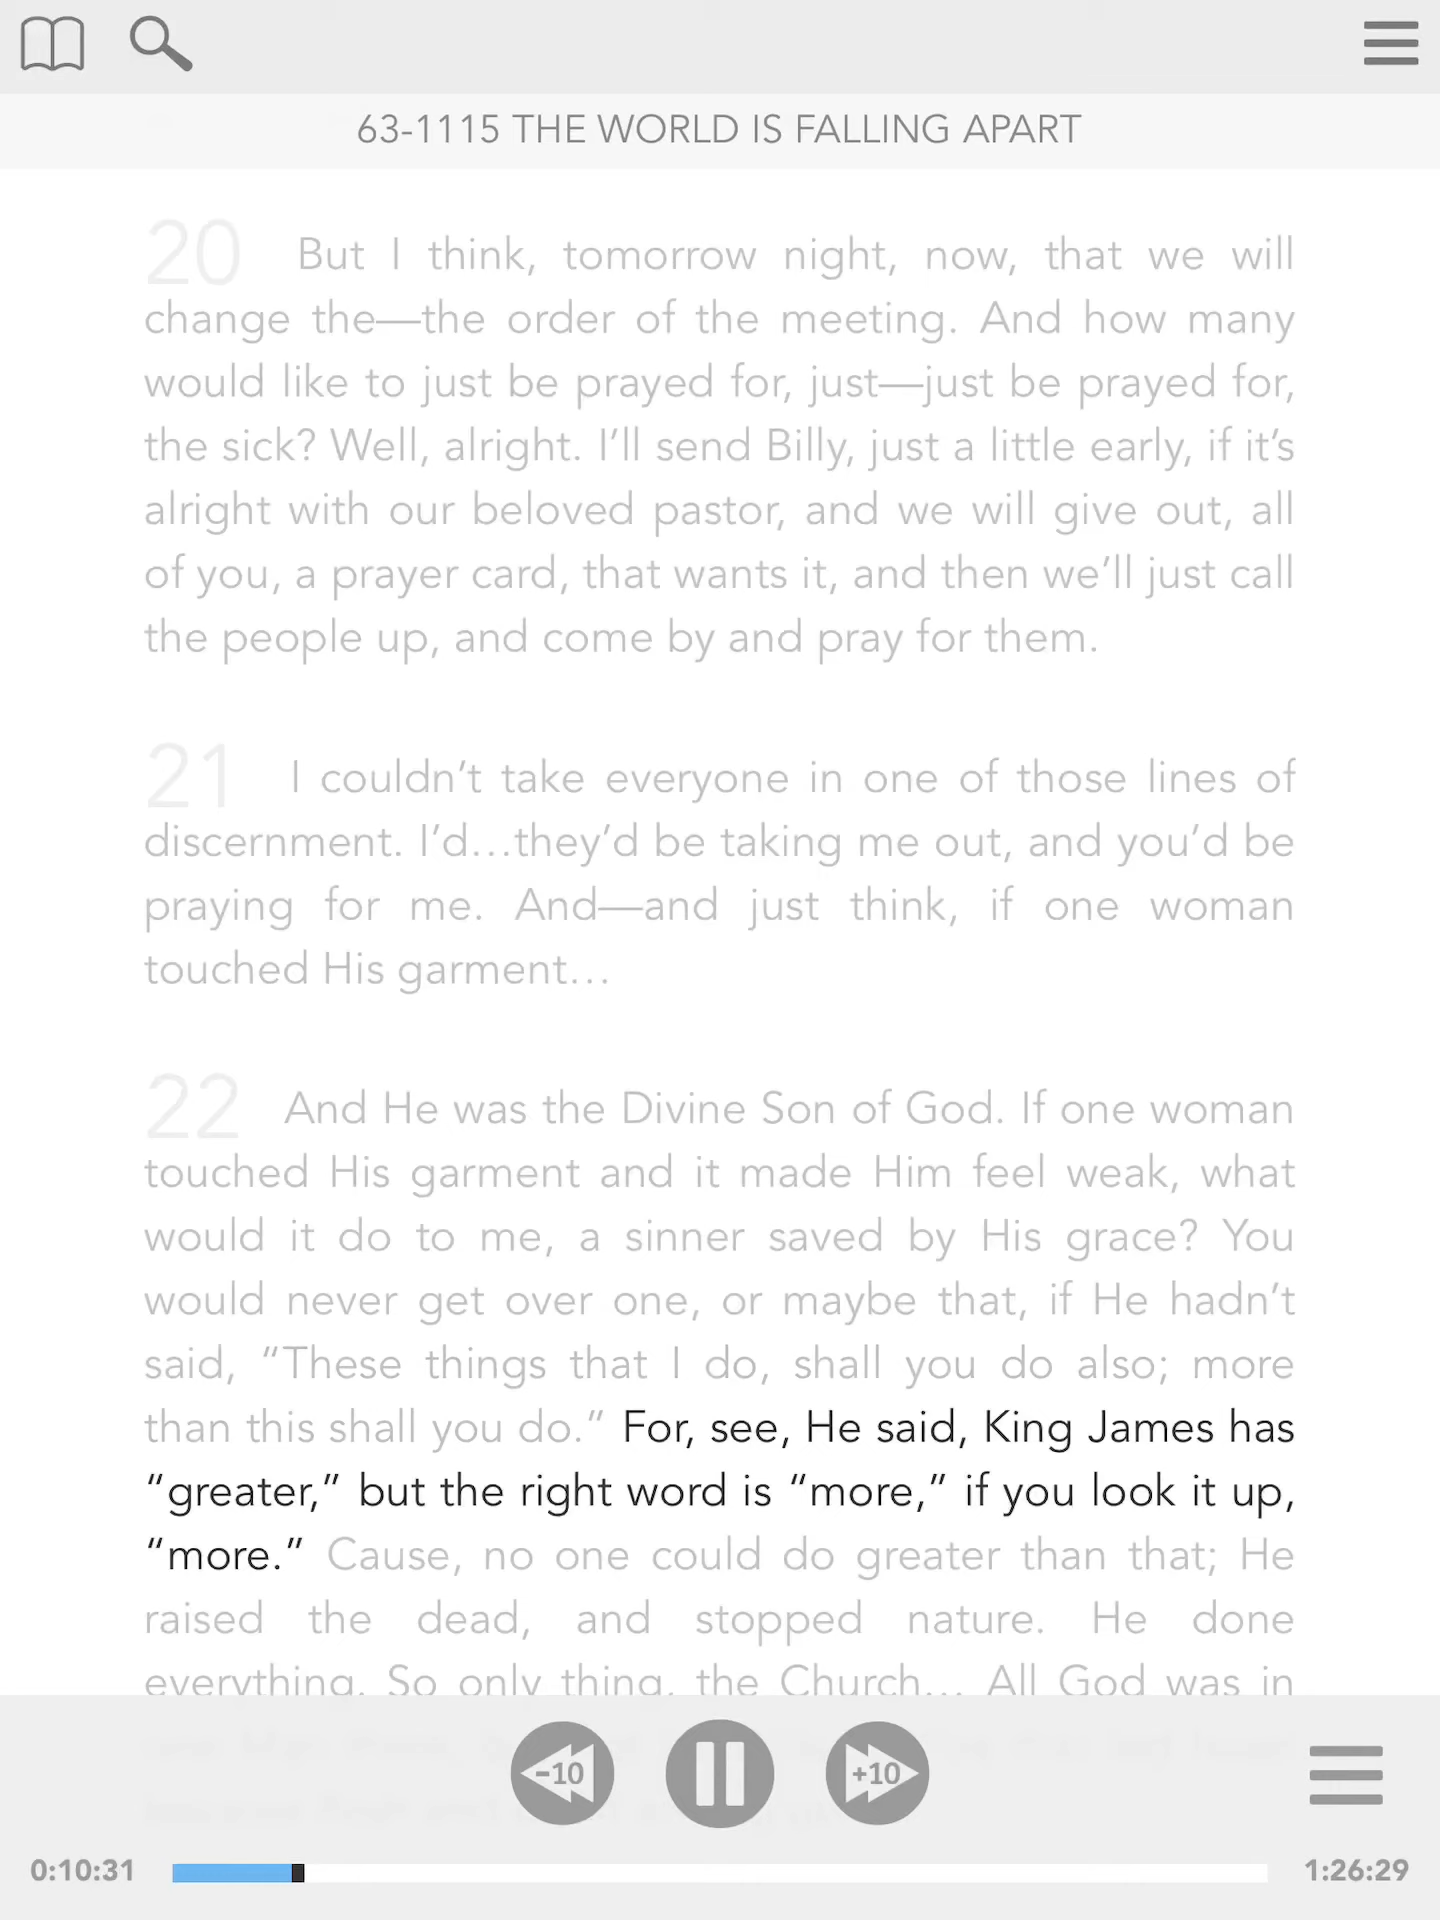 63-1115 THE WORLD IS FALLING APART
20 But I think, tomorrow night, now, that we will
change the—the order of the meeting. And how many
would like to just be prayed for, just—just be prayed for,
the sick? Well, alright. I’ll send Billy, just a little early, if it’s
alright with our beloved pastor, and we will give out, all
of you, a prayer card, that wants it, and then we’ll just call
the people up, and come by and pray for them.
21 I couldn’t take everyone in one of those lines of
discernment. I’d…they’d be taking me out, and you’d be
praying for me. And—and just think, if one woman
touched His garment…
22 And He was the Divine Son of God. If one woman
touched His garment and it made Him feel weak, what
would it do to me, a sinner saved by His grace? You
would never get over one, or maybe that, if He hadn’t
said, “These things that I do, shall you do also; more
than this shall you do.” For, see, He said, King James has
“greater,” but the right word is “more,” if you look it up,
“more.” Cause, no one could do greater than that; He
raised the dead, and stopped nature. He done
everything. So only thing, the Church… All God was in
-10 +10
0:10:31 1:26:29